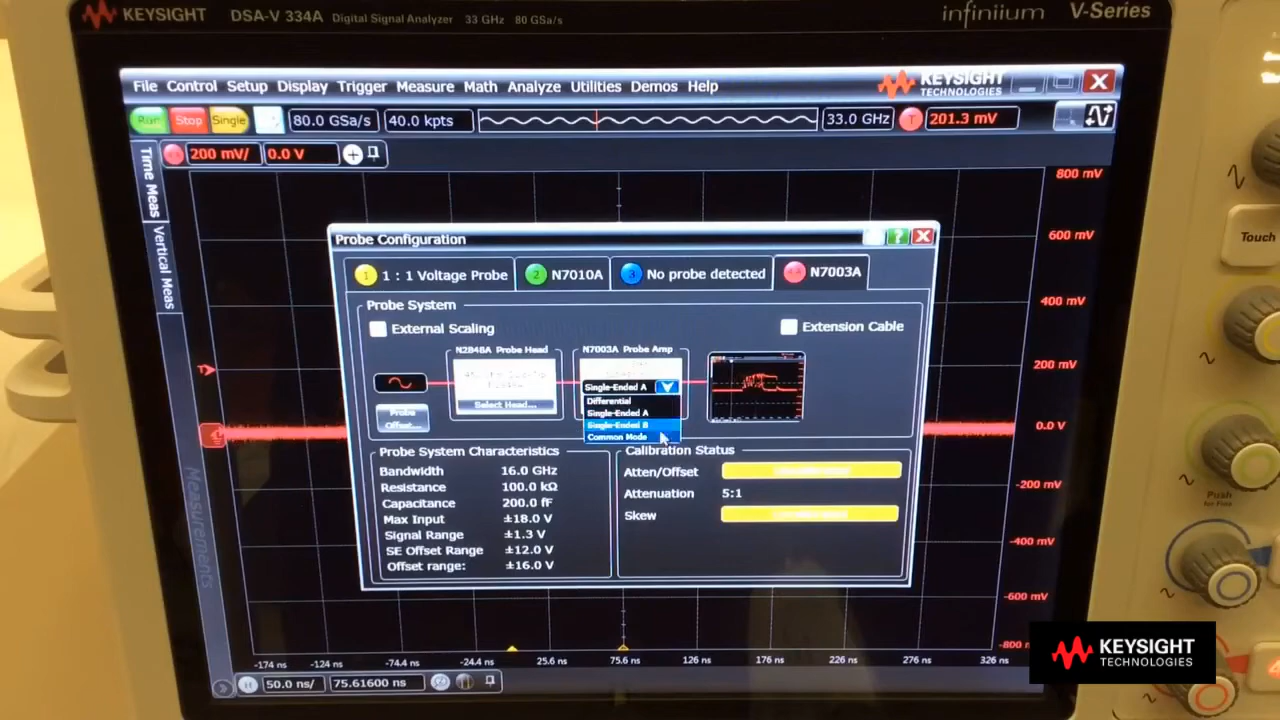 KEYSIGHT DSA-V 334A Digital Signal Analyzer 33 GHz 80 GSa/s infiniium V-Series
File Control Setup Display Trigger Measure Math Analyze Utilities Demos Help KEYSIGHT TECHNOLOGIES
Run Stop Single 80.0 GSa/s 40.0 kpts 33.0 GHz T 201.3 mV
200 mV/ 0.0 V
Time Meas
Vertical Meas
Measurements
800 mV
600 mV
400 mV
200 mV
0.0 V
-200 mV
-400 mV
-600 mV
-800
Probe Configuration
1 1 : 1 Voltage Probe 2 N7010A 3 No probe detected N7003A
Probe System
External Scaling Extension Cable
N2848A Probe Head N7003A Probe Amp
Select Head...
Probe Offset...
Single-Ended A
Differential
Single-Ended A
Single-Ended B
Common Mode
Probe System Characteristics
Bandwidth 16.0 GHz
Resistance 100.0 kΩ
Capacitance 200.0 fF
Max Input ±18.0 V
Signal Range ±1.3 V
SE Offset Range ±12.0 V
Offset range: ±16.0 V
Calibration Status
Atten/Offset
Attenuation 5:1
Skew
-174 ns -124 ns -74.4 ns -24.4 ns 25.6 ns 75.6 ns 126 ns 176 ns 226 ns 276 ns 326 ns
50.0 ns/ 75.61600 ns
Touch
Push
for Fine
KEYSIGHT
TECHNOLOGIES